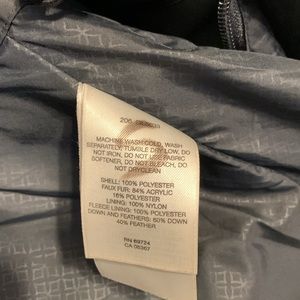 MACHINE WASH COLD, WASH
SEPARATELY, TUMBLE DRY LOW, DO
NOT IRON, DO NOT USE FABRIC
SOFTENER, DO NOT BLEACH, DO
NOT DRYCLEAN
SHELL: 100% POLYESTER
FAUX FUR: 84% ACRYLIC
16% POLYESTER
LINING: 100% NYLON
FLEECE LINING: 100% POLYESTER
DOWN AND FEATHERS: 60% DOWN
40% FEATHER
RN 69724
CA 08367